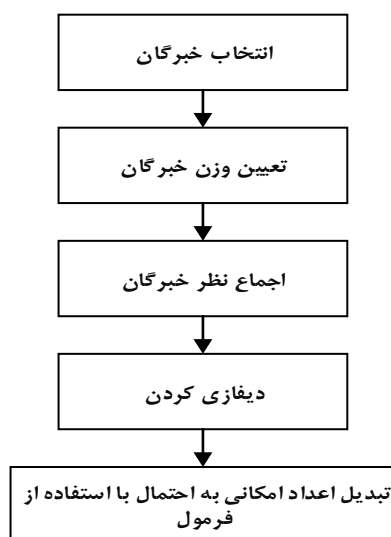 انتخاب خبرگان
تعیین وزن خبرگان
اجماع نظر خبرگان
دیفازی کردن
تبدیل اعداد امکانی به احتمال با استفاده از
فرمول